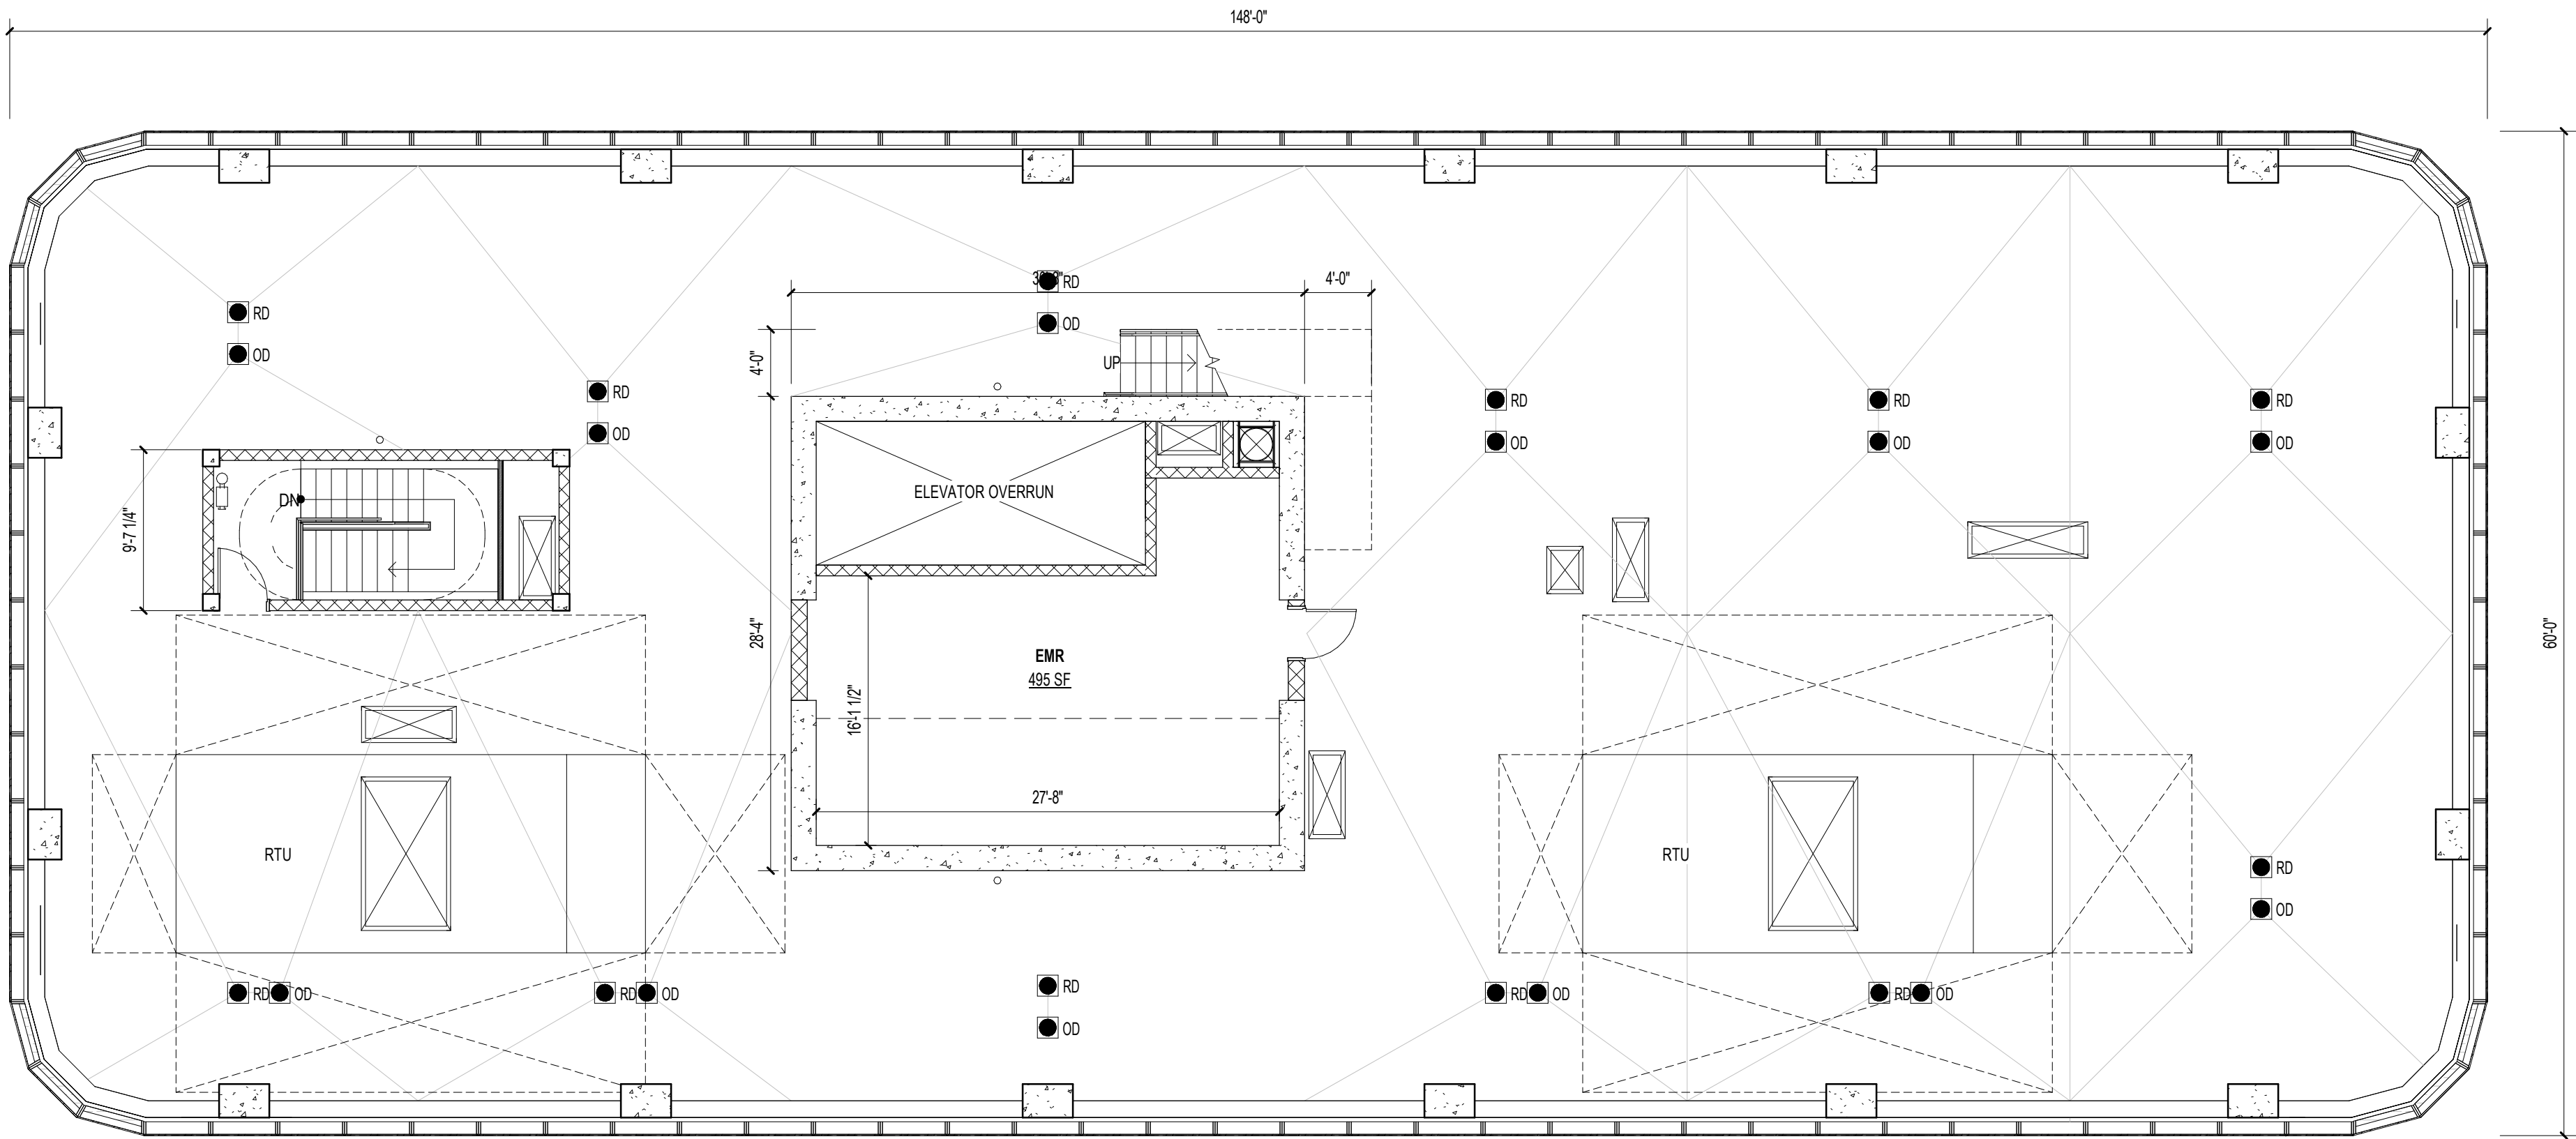 148'-0"
RD
4'-0"
RD
OD
OD
4'-0"
UP
RD
RD
RD
RD
OD
OD
OD
OD
OD
ELEVATOR OVERRUN
DN
9'-7 1/4"
28'-4"
60'-0"
EMR
495 SF
16'-1 1/2"
27'-8"
RTU
RTU
RD
OD
RD
OD
RD
OD
RD
RD
OD
RD
OD
OD